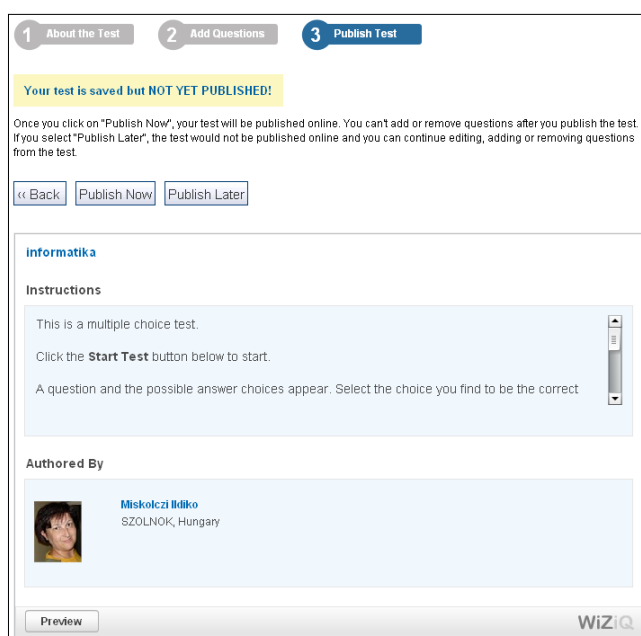 1 About the Test 2 Add Questions 3 Publish Test
Your test is saved but NOT YET PUBLISHED!
Once you click on "Publish Now", your test will be published online. You can't add or remove questions after you publish the test.
If you select "Publish Later", the test would not be published online and you can continue editing, adding or removing questions
from the test.
‹‹ Back Publish Now Publish Later
informatika
Instructions
This is a multiple choice test.
Click the Start Test button below to start.
A question and the possible answer choices appear. Select the choice you find to be the correct
Authored By
Miskolczi Ildiko
SZOLNOK, Hungary
Preview WiZiQ